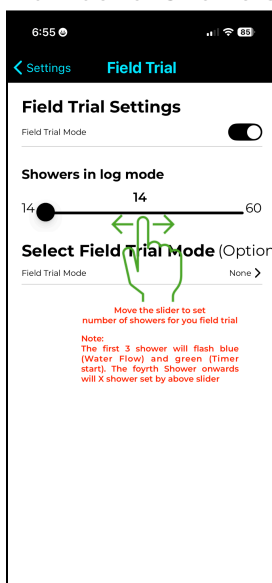 6:55
85
Settings
Field Trial
Field Trial Settings
Field Trial Mode
Showers in log mode
14
14
60
Select Field Trial Mode (Option
Field Trial Mode
None
Move the slider to set
number of showers for you field trial
Note:
The first 3 shower will flash blue
(Water Flow) and green (Timer
start). The foyrth Shower onwards
will X shower set by above slider